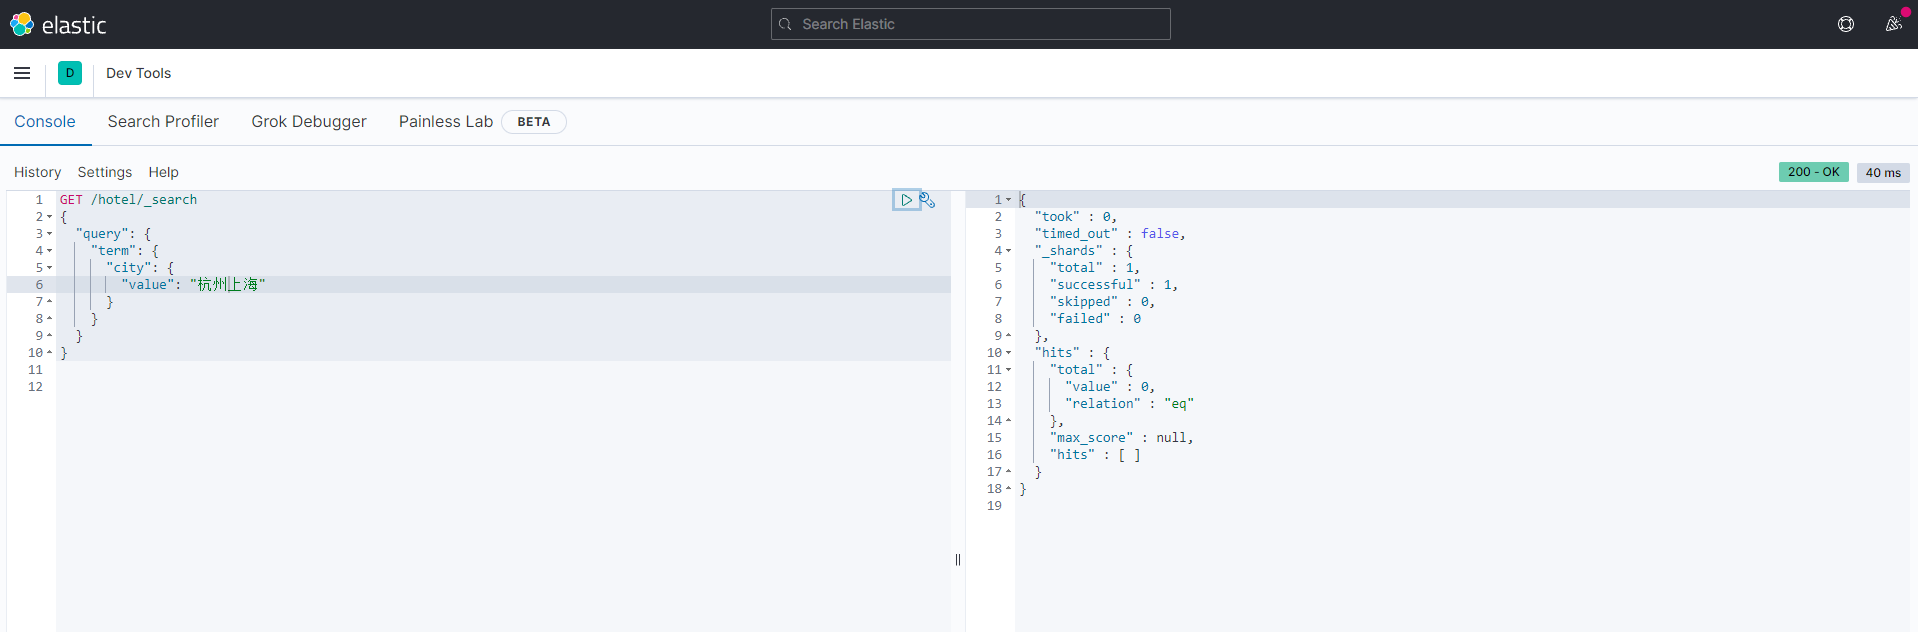 elastic
Search Elastic
D
Dev Tools
Console
Search Profiler
Grok Debugger
Painless Lab
BETA
History
Settings
Help
200 - OK
40 ms
1 GET /hotel/_search
2 {
3 "query": {
4 "term": {
5 "city": {
6 "value": "杭州上海"
7 }
8 }
9 }
10 }
11
12
1 {
2 "took" : 0,
3 "timed_out" : false,
4 "_shards" : {
5 "total" : 1,
6 "successful" : 1,
7 "skipped" : 0,
8 "failed" : 0
9 },
10 "hits" : {
11 "total" : {
12 "value" : 0,
13 "relation" : "eq"
14 },
15 "max_score" : null,
16 "hits" : [ ]
17 }
18 }
19